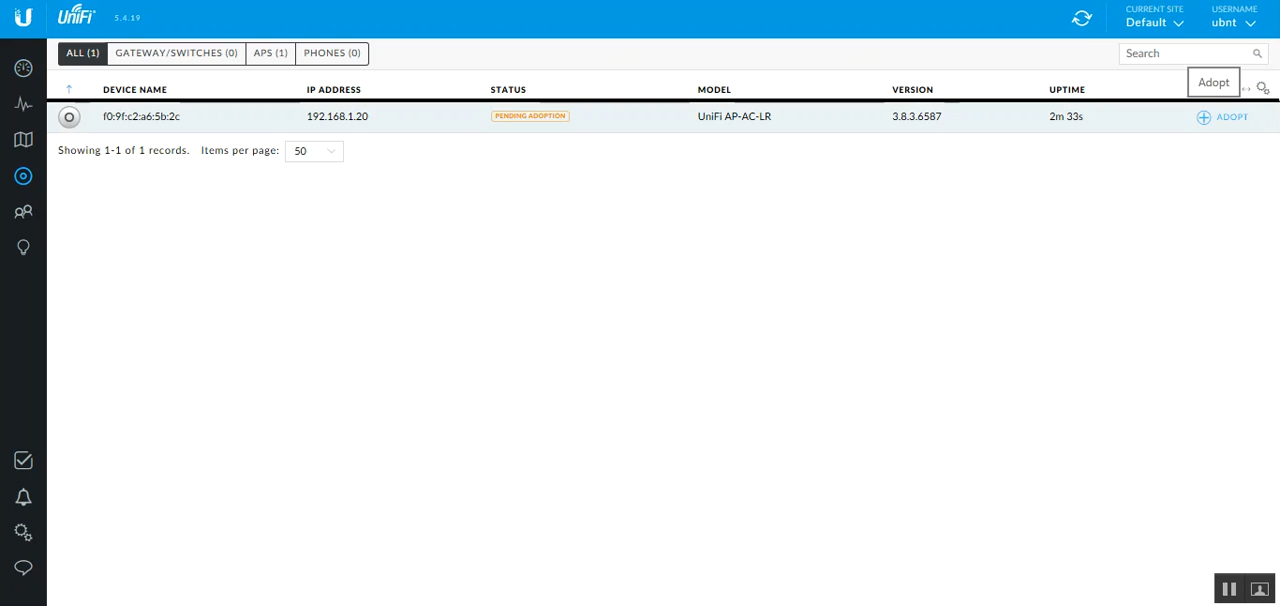 UniFi 5.4.19
CURRENT SITE USERNAME
Default ubnt
ALL (1) GATEWAY/SWITCHES (0) APS (1) PHONES (0) Search
Adopt
DEVICE NAME IP ADDRESS STATUS MODEL VERSION UPTIME
f0:9f:c2:a6:5b:2c 192.168.1.20 PENDING ADOPTION UniFi AP-AC-LR 3.8.3.6587 2m 33s ADOPT
Showing 1-1 of 1 records. Items per page: 50